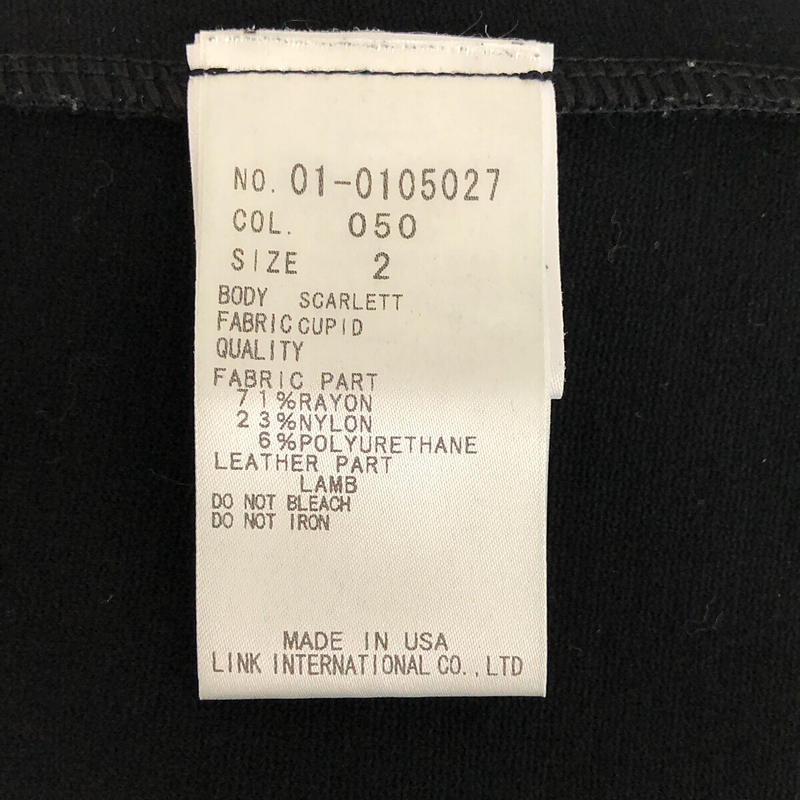 NO. 01-0105027
COL. 050
SIZE 2
BODY SCARLETT
FABRIC CUPID
QUALITY
FABRIC PART
71%RAYON
23%NYLON
6%POLYURETHANE
LEATHER PART
LAMB
DO NOT BLEACH
DO NOT IRON
MADE IN USA
LINK INTERNATIONAL CO., LTD